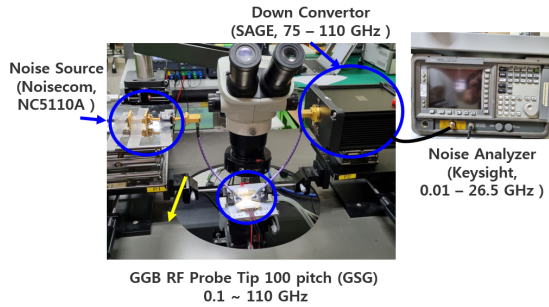 Down Convertor
(SAGE, 75 – 110 GHz )
Noise Source
(Noisecom,
NC5110A )
Noise Analyzer
(Keysight,
0.01 – 26.5 GHz )
GGB RF Probe Tip 100 pitch (GSG)
0.1 ~ 110 GHz